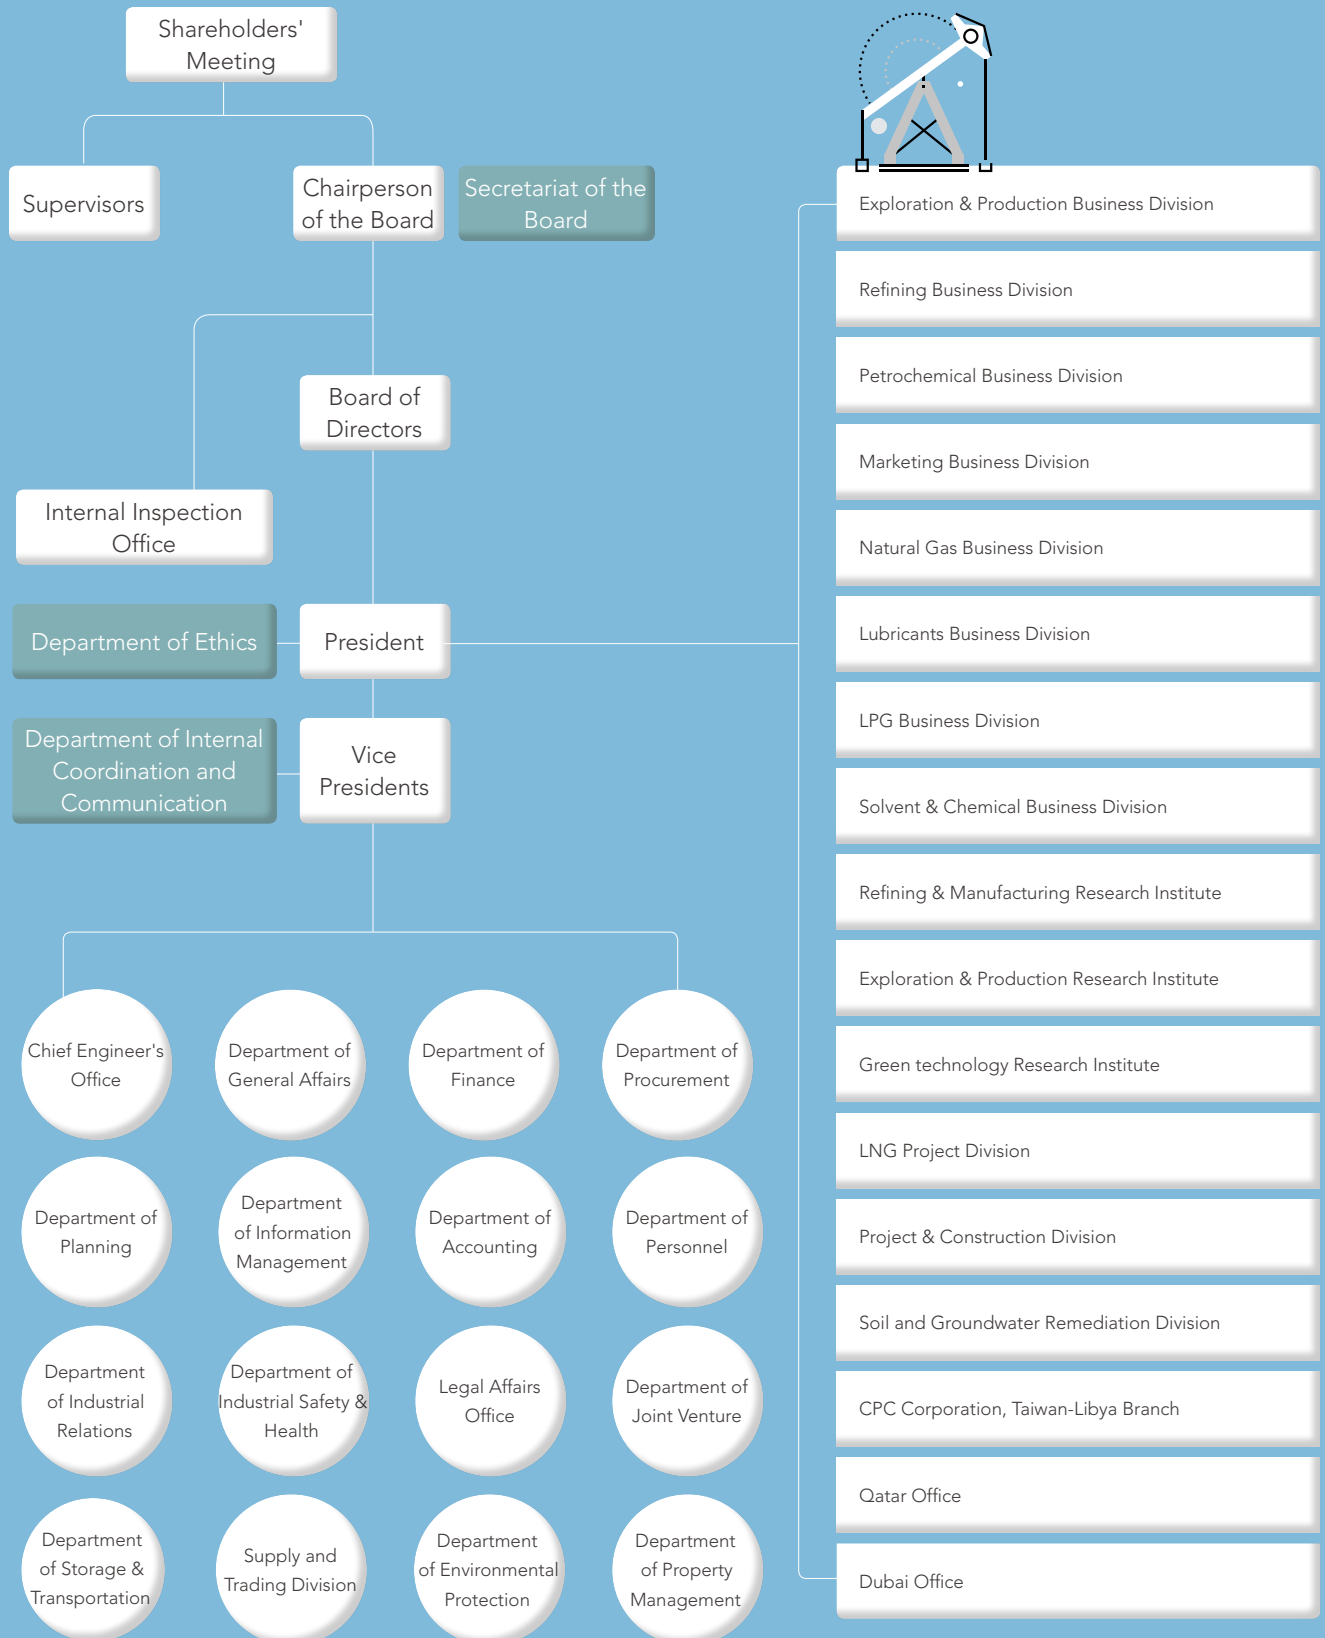 Shareholders'
Meeting
Supervisors
Chairperson
of the Board
Secretariat of the
Board
Board of
Directors
Internal Inspection
Office
Department of Ethics
President
Department of Internal
Coordination and
Communication
Vice
Presidents
Chief Engineer's
Office
Department of
General Affairs
Department of
Finance
Department of
Procurement
Department of
Planning
Department
of Information
Management
Department of
Accounting
Department of
Personnel
Department
of Industrial
Relations
Department of
Industrial Safety &
Health
Legal Affairs
Office
Department of
Joint Venture
Department
of Storage &
Transportation
Supply and
Trading Division
Department
of Environmental
Protection
Department
of Property
Management
Exploration & Production Business Division
Refining Business Division
Petrochemical Business Division
Marketing Business Division
Natural Gas Business Division
Lubricants Business Division
LPG Business Division
Solvent & Chemical Business Division
Refining & Manufacturing Research Institute
Exploration & Production Research Institute
Green technology Research Institute
LNG Project Division
Project & Construction Division
Soil and Groundwater Remediation Division
CPC Corporation, Taiwan-Libya Branch
Qatar Office
Dubai Office